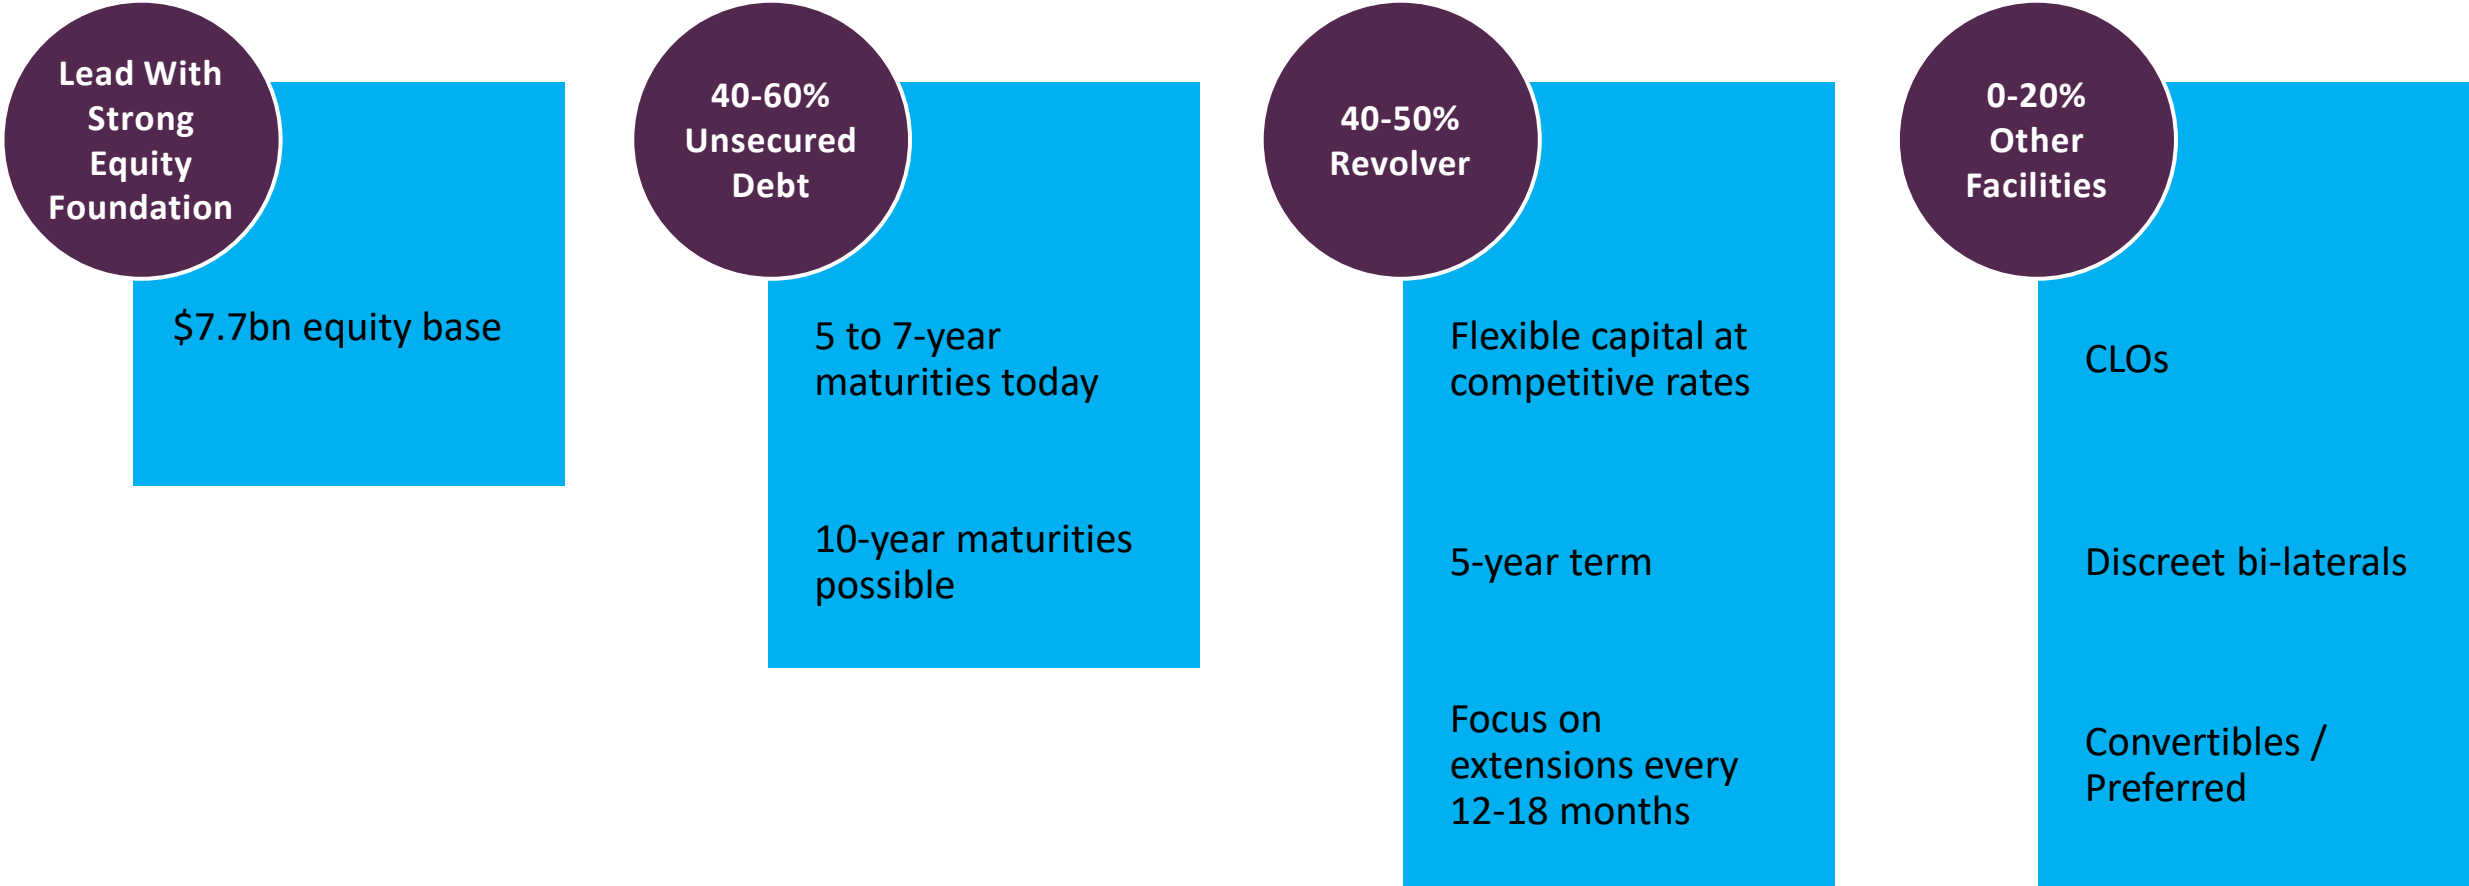 Lead With
Strong
Equity
Foundation
$7.7bn equity base
40-60%
Unsecured
Debt
5 to 7-year
maturities today
10-year maturities
possible
40-50%
Revolver
Flexible capital at
competitive rates
5-year term
Focus on
extensions every
12-18 months
0-20%
Other
Facilities
CLOs
Discreet bi-laterals
Convertibles /
Preferred